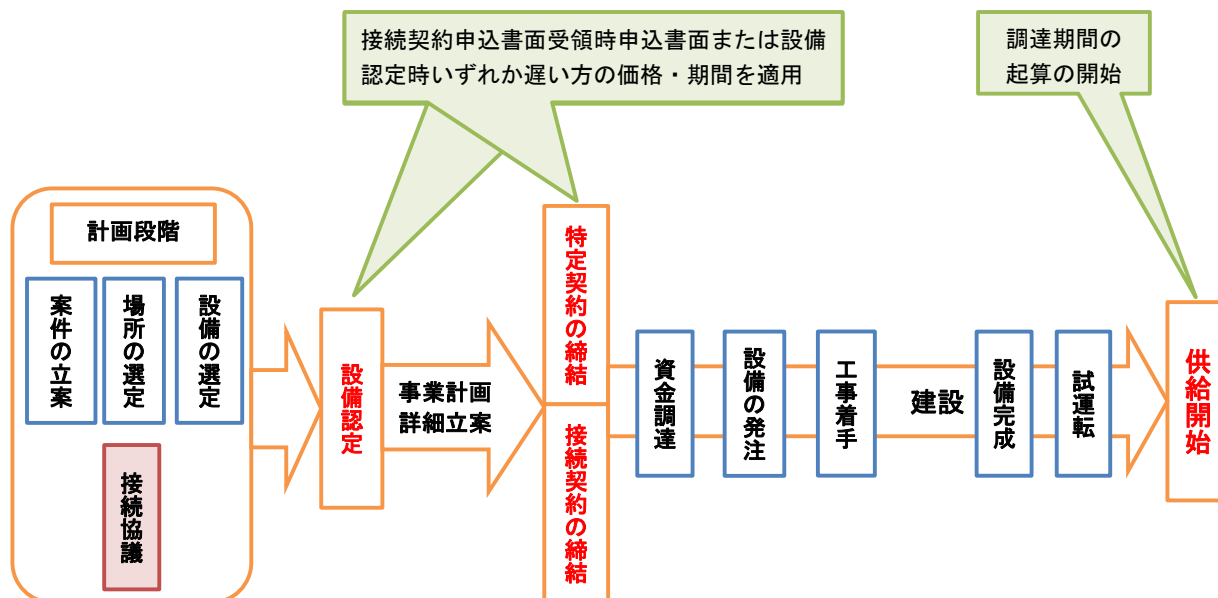 接続契約申込書面受領時申込書面または設備
認定時いずれか遅い方の価格・期間を適用
調達期間の
起算の開始
計画段階
案件の立案
場所の選定
設備の選定
接続協議
設備認定
事業計画
詳細立案
特定契約の締結
接続契約の締結
資金調達
設備の発注
工事着手
建設
設備完成
試運転
供給開始